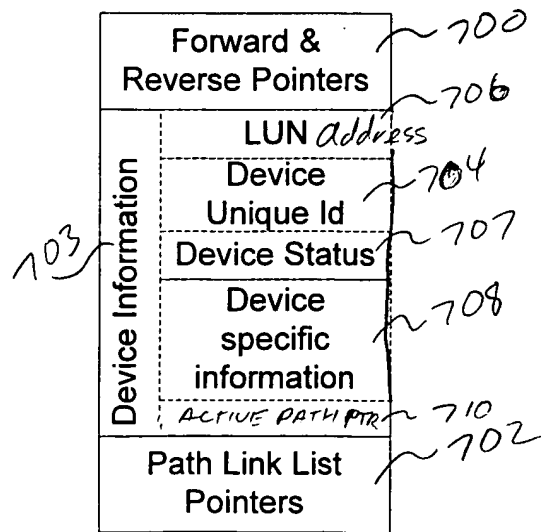 Forward &
Reverse Pointers
700
706
LUN address
Device
Unique Id
704
Device Status
707
703
Device Information
Device
specific
information
708
ACTIVE PATH PTR
710
702
Path Link List
Pointers